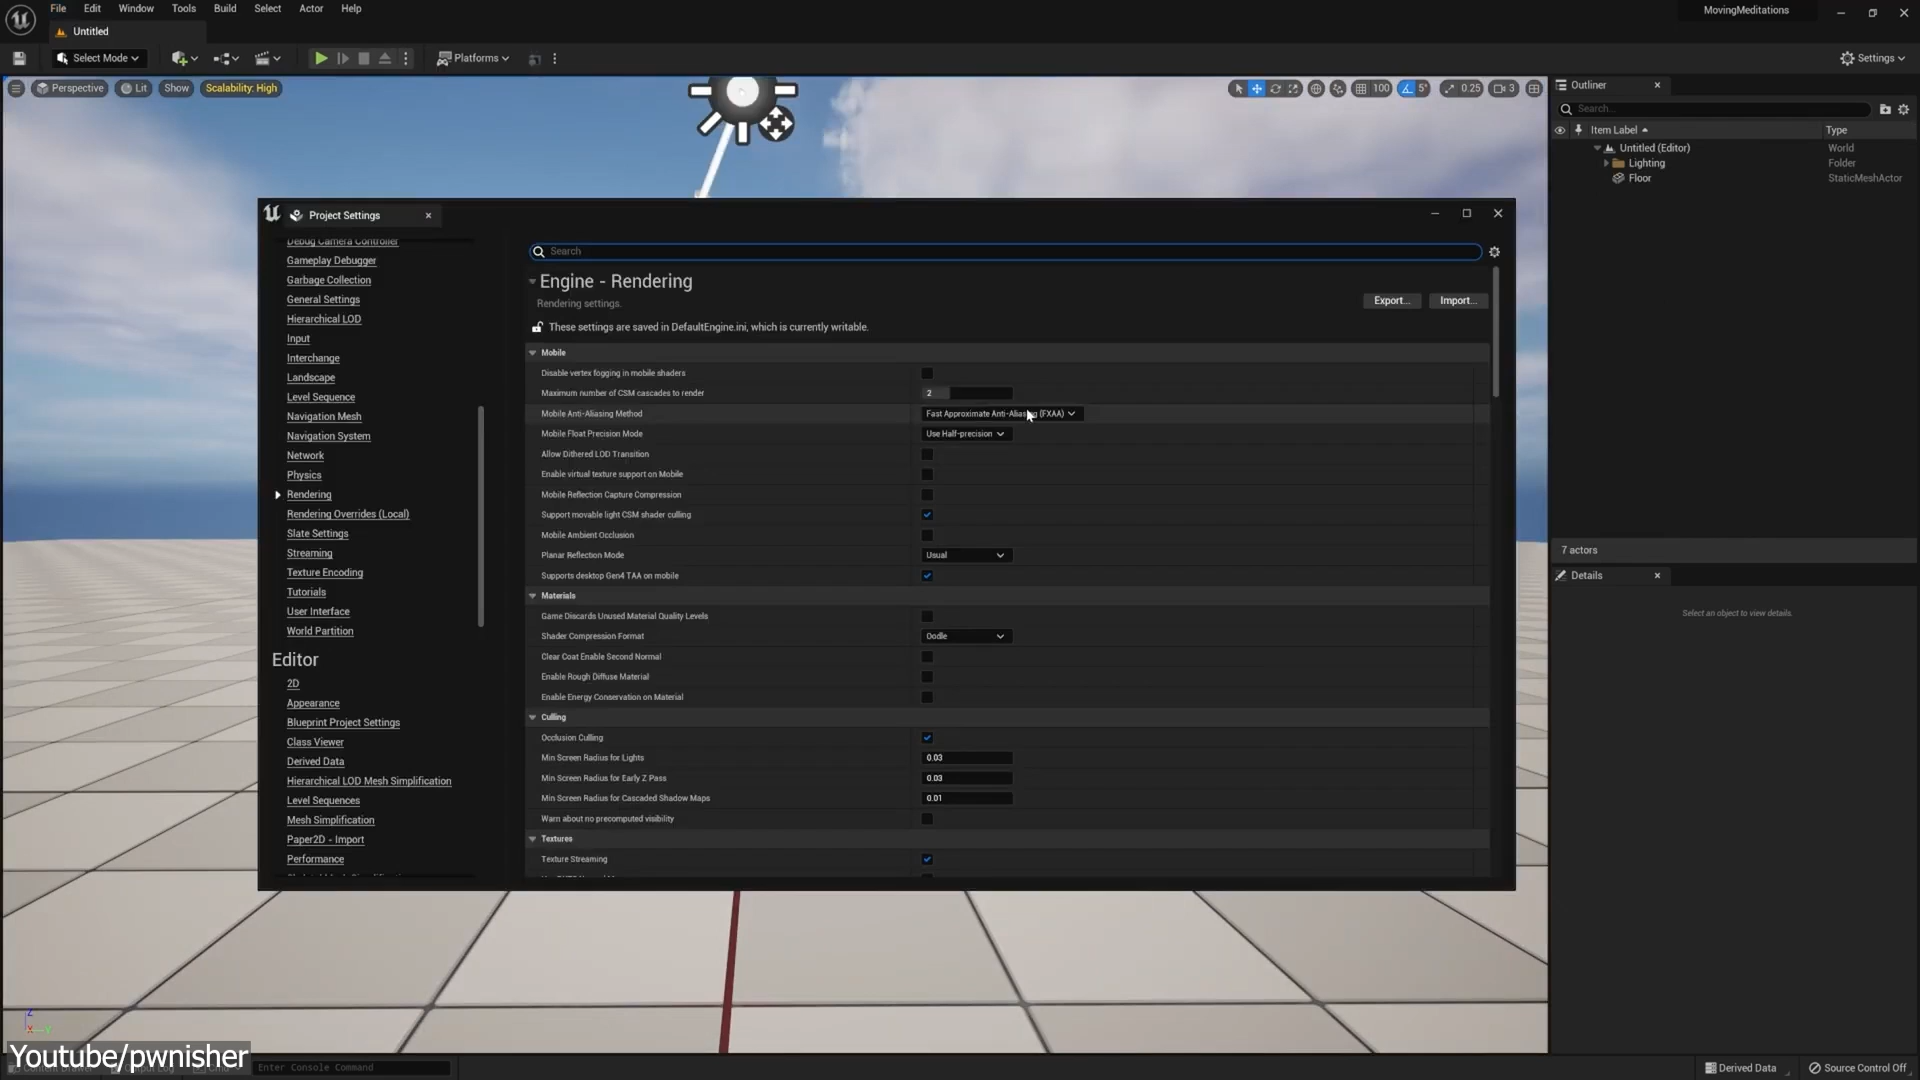 File Edit Window Tools Build Select Actor Help
MovingMeditations
Untitled
Select Mode
Platforms
Settings
Perspective Lit Show Scalability: High
100 5° 0.25 3
Outliner
Search...
Item Label Type
Untitled (Editor) World
Lighting Folder
Floor StaticMeshActor
7 actors
Details
Select an object to view details.
Project Settings
Debug Camera Controller
Gameplay Debugger
Garbage Collection
General Settings
Hierarchical LOD
Input
Interchange
Landscape
Level Sequence
Navigation Mesh
Navigation System
Network
Physics
Rendering
Rendering Overrides (Local)
Slate Settings
Streaming
Texture Encoding
Tutorials
User Interface
World Partition
Editor
2D
Appearance
Blueprint Project Settings
Class Viewer
Derived Data
Hierarchical LOD Mesh Simplification
Level Sequences
Mesh Simplification
Paper2D - Import
Performance
Search
Engine - Rendering
Rendering settings.
Export... Import...
These settings are saved in DefaultEngine.ini, which is currently writable.
Mobile
Disable vertex fogging in mobile shaders
Maximum number of CSM cascades to render 2
Mobile Anti-Aliasing Method Fast Approximate Anti-Aliasing (FXAA)
Mobile Float Precision Mode Use Half-precision
Allow Dithered LOD Transition
Enable virtual texture support on Mobile
Mobile Reflection Capture Compression
Support movable light CSM shader culling
Mobile Ambient Occlusion
Planar Reflection Mode Usual
Supports desktop Gen4 TAA on mobile
Materials
Game Discards Unused Material Quality Levels
Shader Compression Format Oodle
Clear Coat Enable Second Normal
Enable Rough Diffuse Material
Enable Energy Conservation on Material
Culling
Occlusion Culling
Min Screen Radius for Lights 0.03
Min Screen Radius for Early Z Pass 0.03
Min Screen Radius for Cascaded Shadow Maps 0.01
Warn about no precomputed visibility
Textures
Texture Streaming
Z
X Y
Youtube/pwnisher
Enter Console Command
Derived Data
Source Control Off